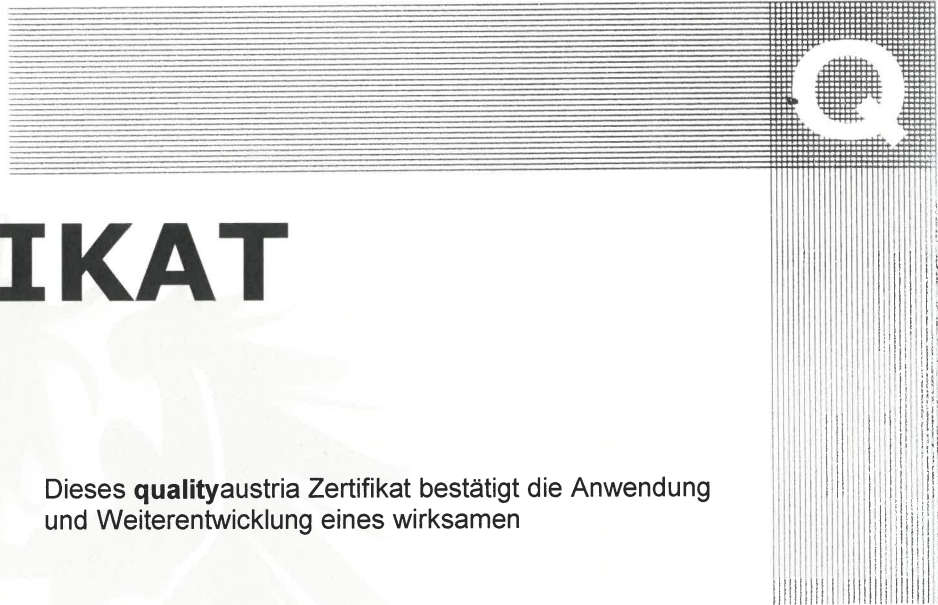 Q
IKAT
Dieses qualityaustria Zertifikat bestätigt die Anwendung
und Weiterentwicklung eines wirksamen